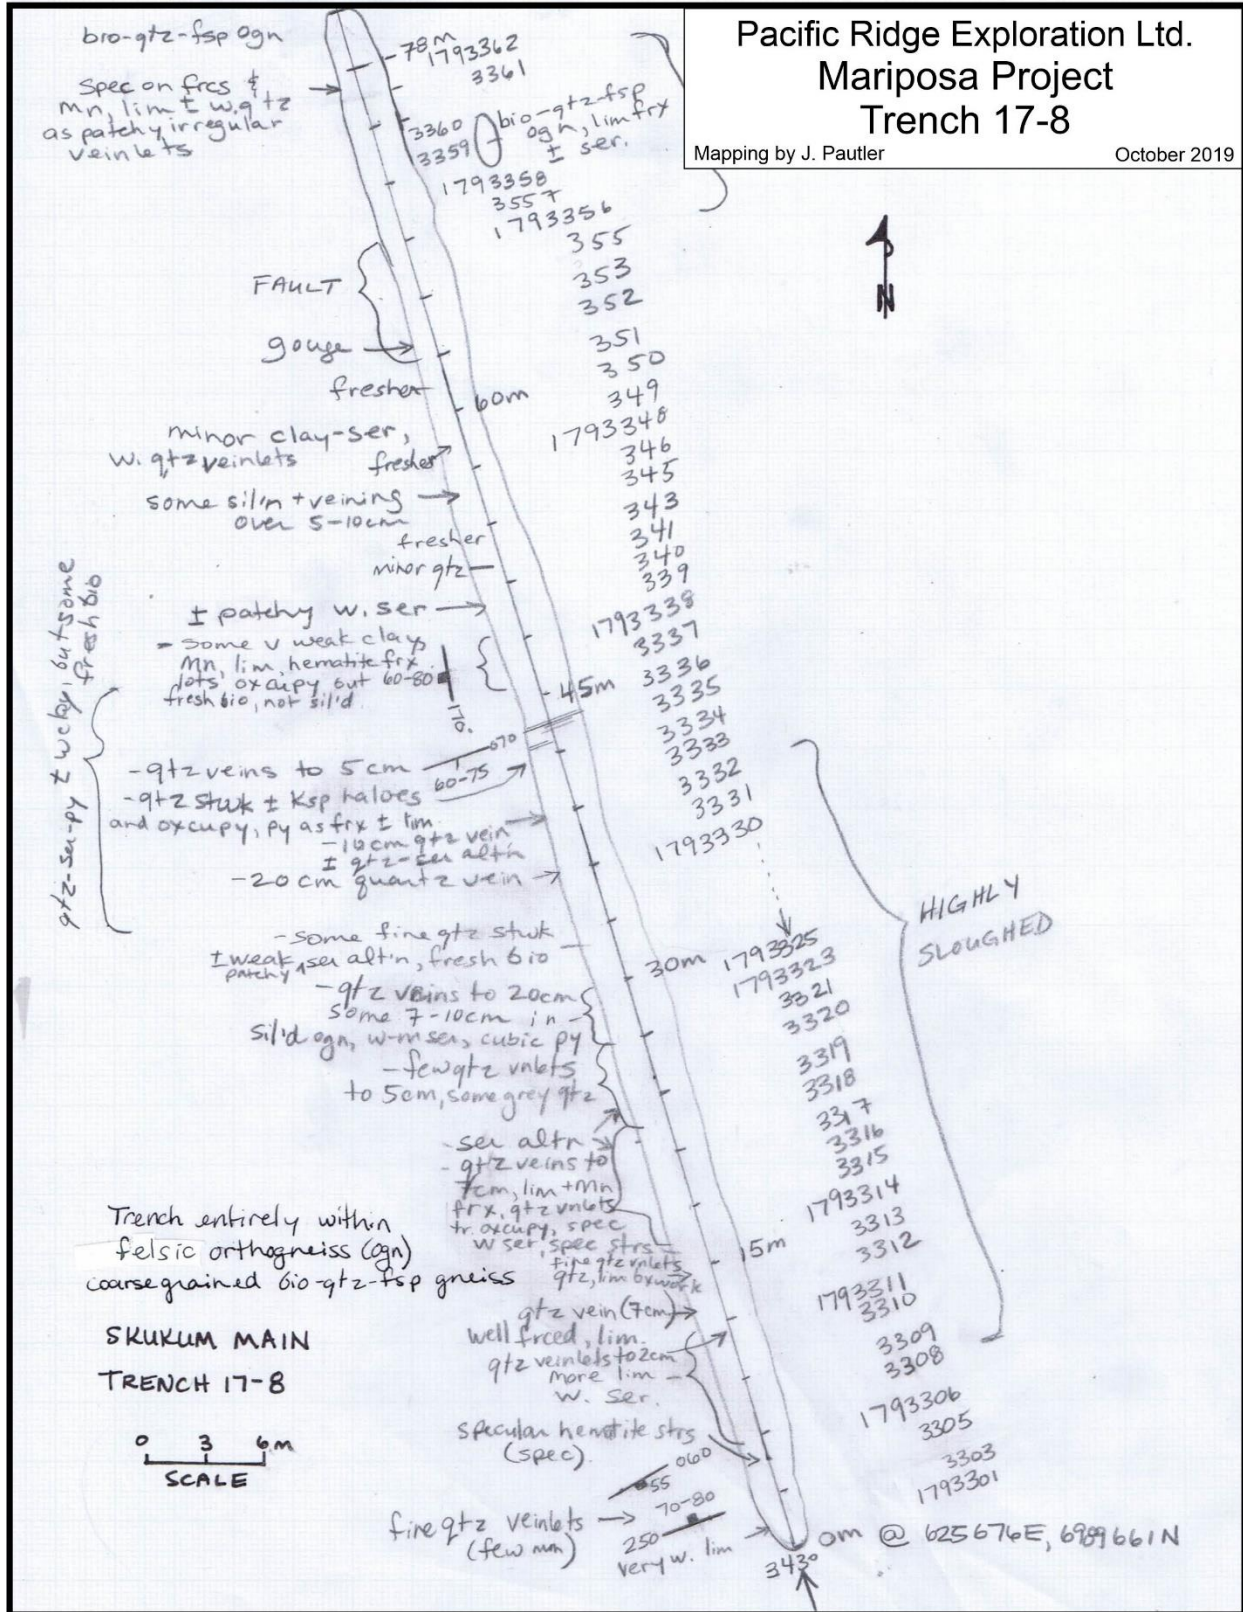 Pacific Ridge Exploration Ltd.
Mariposa Project
Trench 17-8
Mapping by J. Pautler
October 2019
bio-qtz-fsp ogn
Spec on frcs &
Mn, lim ± w. qtz
as patchy irregular
veinlets
78m
1793362
3361
3360
3359
bio-qtz-fsp
ogn, lim frx
± ser.
1793358
3557
1793356
355
353
352
351
350
349
1793348
346
345
343
341
340
339
1793338
3337
3336
3335
3334
3333
3332
3331
1793330
1793325
1793323
3321
3320
3319
3318
3317
3316
3315
1793314
3313
3312
1793311
3310
3309
3308
1793306
3305
3303
1793301
N
FAULT
gouge
fresher
60m
minor clay-ser,
w. qtz veinlets
fresher
some sil'n + veining
over 5-10cm
fresher
minor qtz
± patchy w. ser
- some v weak clay
Mn, lim, hematite frx
lots, oxcupy but 60-80
fresh bio, not sil'd
170
45m
qtz-ser-py ± wcby, but some
fresh bio
070
- qtz veins to 5 cm
60-75
- qtz stwk ± Ksp haloes
and oxcupy, py as frx ± lim
- 10cm qtz vein
± qtz-ser alt'n
- 20 cm quartz vein
HIGHLY
SLOUGHED
- some fine qtz stwk
± weak, ser alt'n, fresh bio
patchy
30m
- qtz veins to 20cm
some 7-10cm in
Sil'd ogn, w-m ser, cubic py
- few qtz vnlets
to 5cm, some grey qtz
- ser altn
- qtz veins to
7cm, lim + Mn
frx, qtz vnlets
tr. oxcupy, spec
w ser, spec strs
fine qtz vnlets
qtz, lim bxwork
15m
qtz vein (7cm)
well frced, lim.
qtz veinlets to 2cm
more lim
w. ser.
Trench entirely within
felsic orthogneiss (ogn)
coarse grained bio-qtz-fsp gneiss
SKUKUM MAIN
TRENCH 17-8
0 3 6m
SCALE
specular hematite strs
(spec).
060
55
70-80
fine qtz veinlets
(few mm)
250
very w. lim
0m @ 625676E, 6989661N
343°